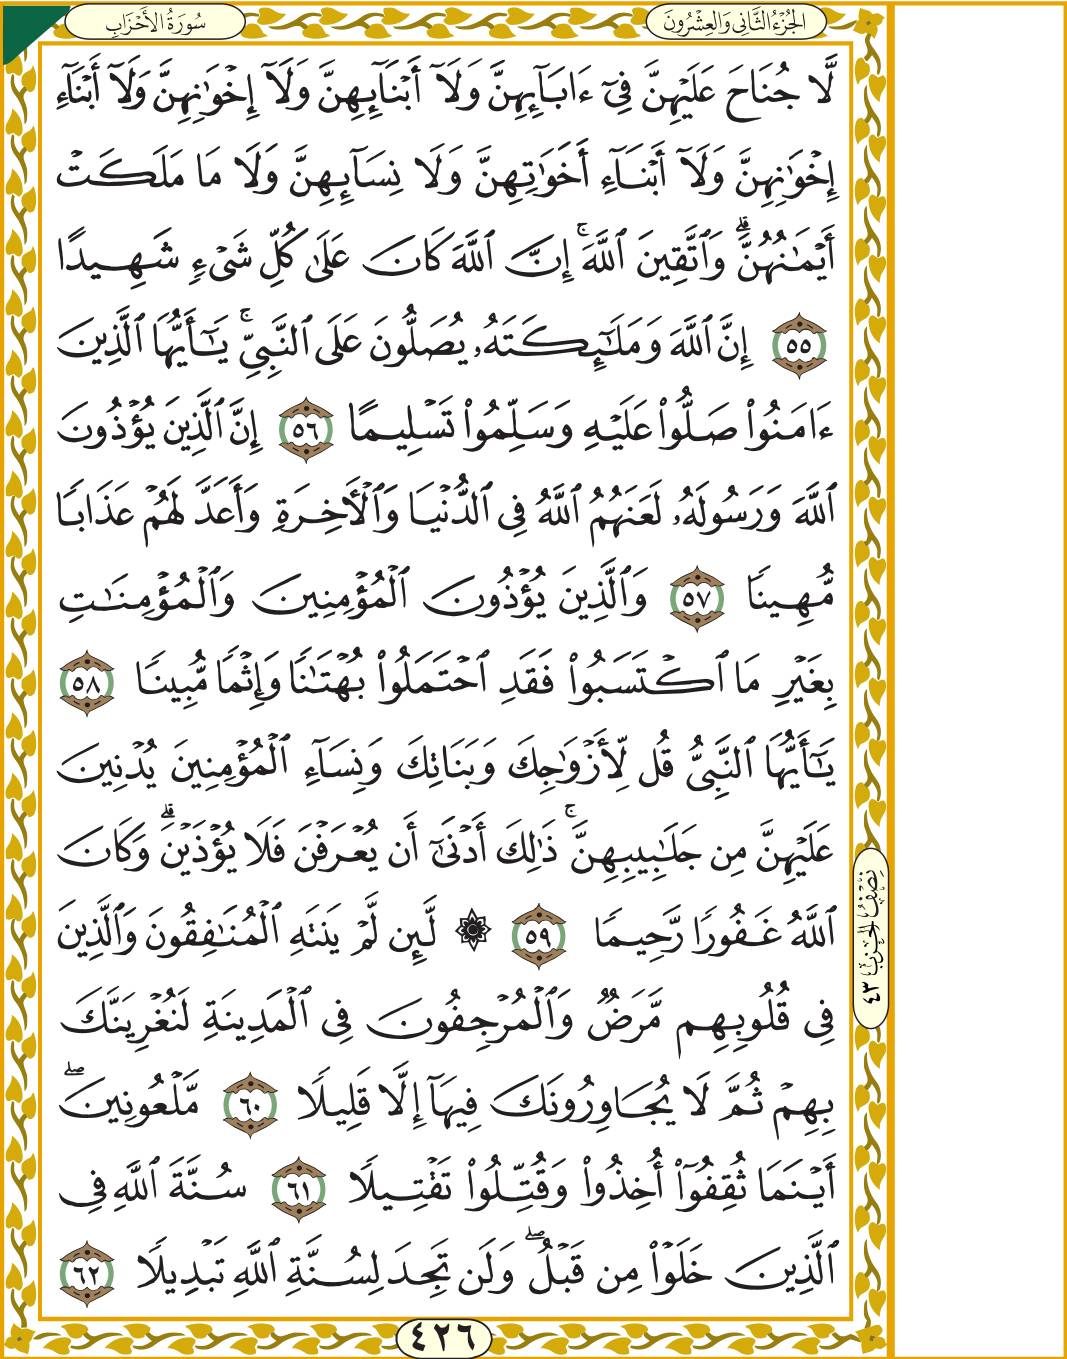 الجُزْءُ الثَّانِي وَالعِشْرُونَ
سُورَةُ الأَحْزَابِ
لَّا جُنَاحَ عَلَيْهِنَّ فِىٓ ءَابَآئِهِنَّ وَلَآ أَبْنَآئِهِنَّ وَلَآ إِخْوَٰنِهِنَّ وَلَآ أَبْنَآءِ
إِخْوَٰنِهِنَّ وَلَآ أَبْنَآءِ أَخَوَٰتِهِنَّ وَلَا نِسَآئِهِنَّ وَلَا مَا مَلَكَتْ
أَيْمَٰنُهُنَّۗ وَٱتَّقِينَ ٱللَّهَۚ إِنَّ ٱللَّهَ كَانَ عَلَىٰ كُلِّ شَىْءٍۢ شَهِيدًا
٥٥ إِنَّ ٱللَّهَ وَمَلَٰٓئِكَتَهُۥ يُصَلُّونَ عَلَى ٱلنَّبِىِّۚ يَٰٓأَيُّهَا ٱلَّذِينَ
ءَامَنُوا۟ صَلُّوا۟ عَلَيْهِ وَسَلِّمُوا۟ تَسْلِيمًا ٥٦ إِنَّ ٱلَّذِينَ يُؤْذُونَ
ٱللَّهَ وَرَسُولَهُۥ لَعَنَهُمُ ٱللَّهُ فِى ٱلدُّنْيَا وَٱلْأَخِرَةِ وَأَعَدَّ لَهُمْ عَذَابًا
مُّهِينًا ٥٧ وَٱلَّذِينَ يُؤْذُونَ ٱلْمُؤْمِنِينَ وَٱلْمُؤْمِنَٰتِ
بِغَيْرِ مَا ٱكْتَسَبُوا۟ فَقَدِ ٱحْتَمَلُوا۟ بُهْتَٰنًا وَإِثْمًا مُّبِينًا ٥٨
يَٰٓأَيُّهَا ٱلنَّبِىُّ قُل لِّأَزْوَٰجِكَ وَبَنَاتِكَ وَنِسَآءِ ٱلْمُؤْمِنِينَ يُدْنِينَ
عَلَيْهِنَّ مِن جَلَٰبِيبِهِنَّۚ ذَٰلِكَ أَدْنَىٰٓ أَن يُعْرَفْنَ فَلَا يُؤْذَيْنَۗ وَكَانَ
ٱللَّهُ غَفُورًا رَّحِيمًا ٥٩ ۞ لَّئِن لَّمْ يَنتَهِ ٱلْمُنَٰفِقُونَ وَٱلَّذِينَ
فِى قُلُوبِهِم مَّرَضٌ وَٱلْمُرْجِفُونَ فِى ٱلْمَدِينَةِ لَنُغْرِيَنَّكَ
بِهِمْ ثُمَّ لَا يُجَاوِرُونَكَ فِيهَآ إِلَّا قَلِيلًا ٦٠ مَّلْعُونِينَۖ
أَيْنَمَا ثُقِفُوٓا۟ أُخِذُوا۟ وَقُتِّلُوا۟ تَقْتِيلًا ٦١ سُنَّةَ ٱللَّهِ فِى
ٱلَّذِينَ خَلَوْا۟ مِن قَبْلُۖ وَلَن تَجِدَ لِسُنَّةِ ٱللَّهِ تَبْدِيلًا ٦٢
نِصْفُ الحِزْبِ ٤٣
٤٢٦